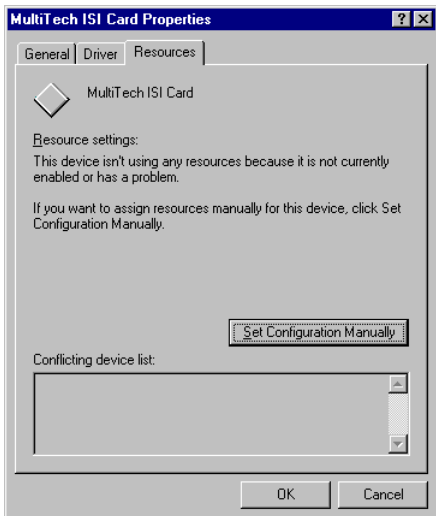 MultiTech ISI Card Properties
General Driver Resources
MultiTech ISI Card
Resource settings:
This device isn't using any resources because it is not currently
enabled or has a problem.
If you want to assign resources manually for this device, click Set
Configuration Manually.
Set Configuration Manually
Conflicting device list:
OK Cancel